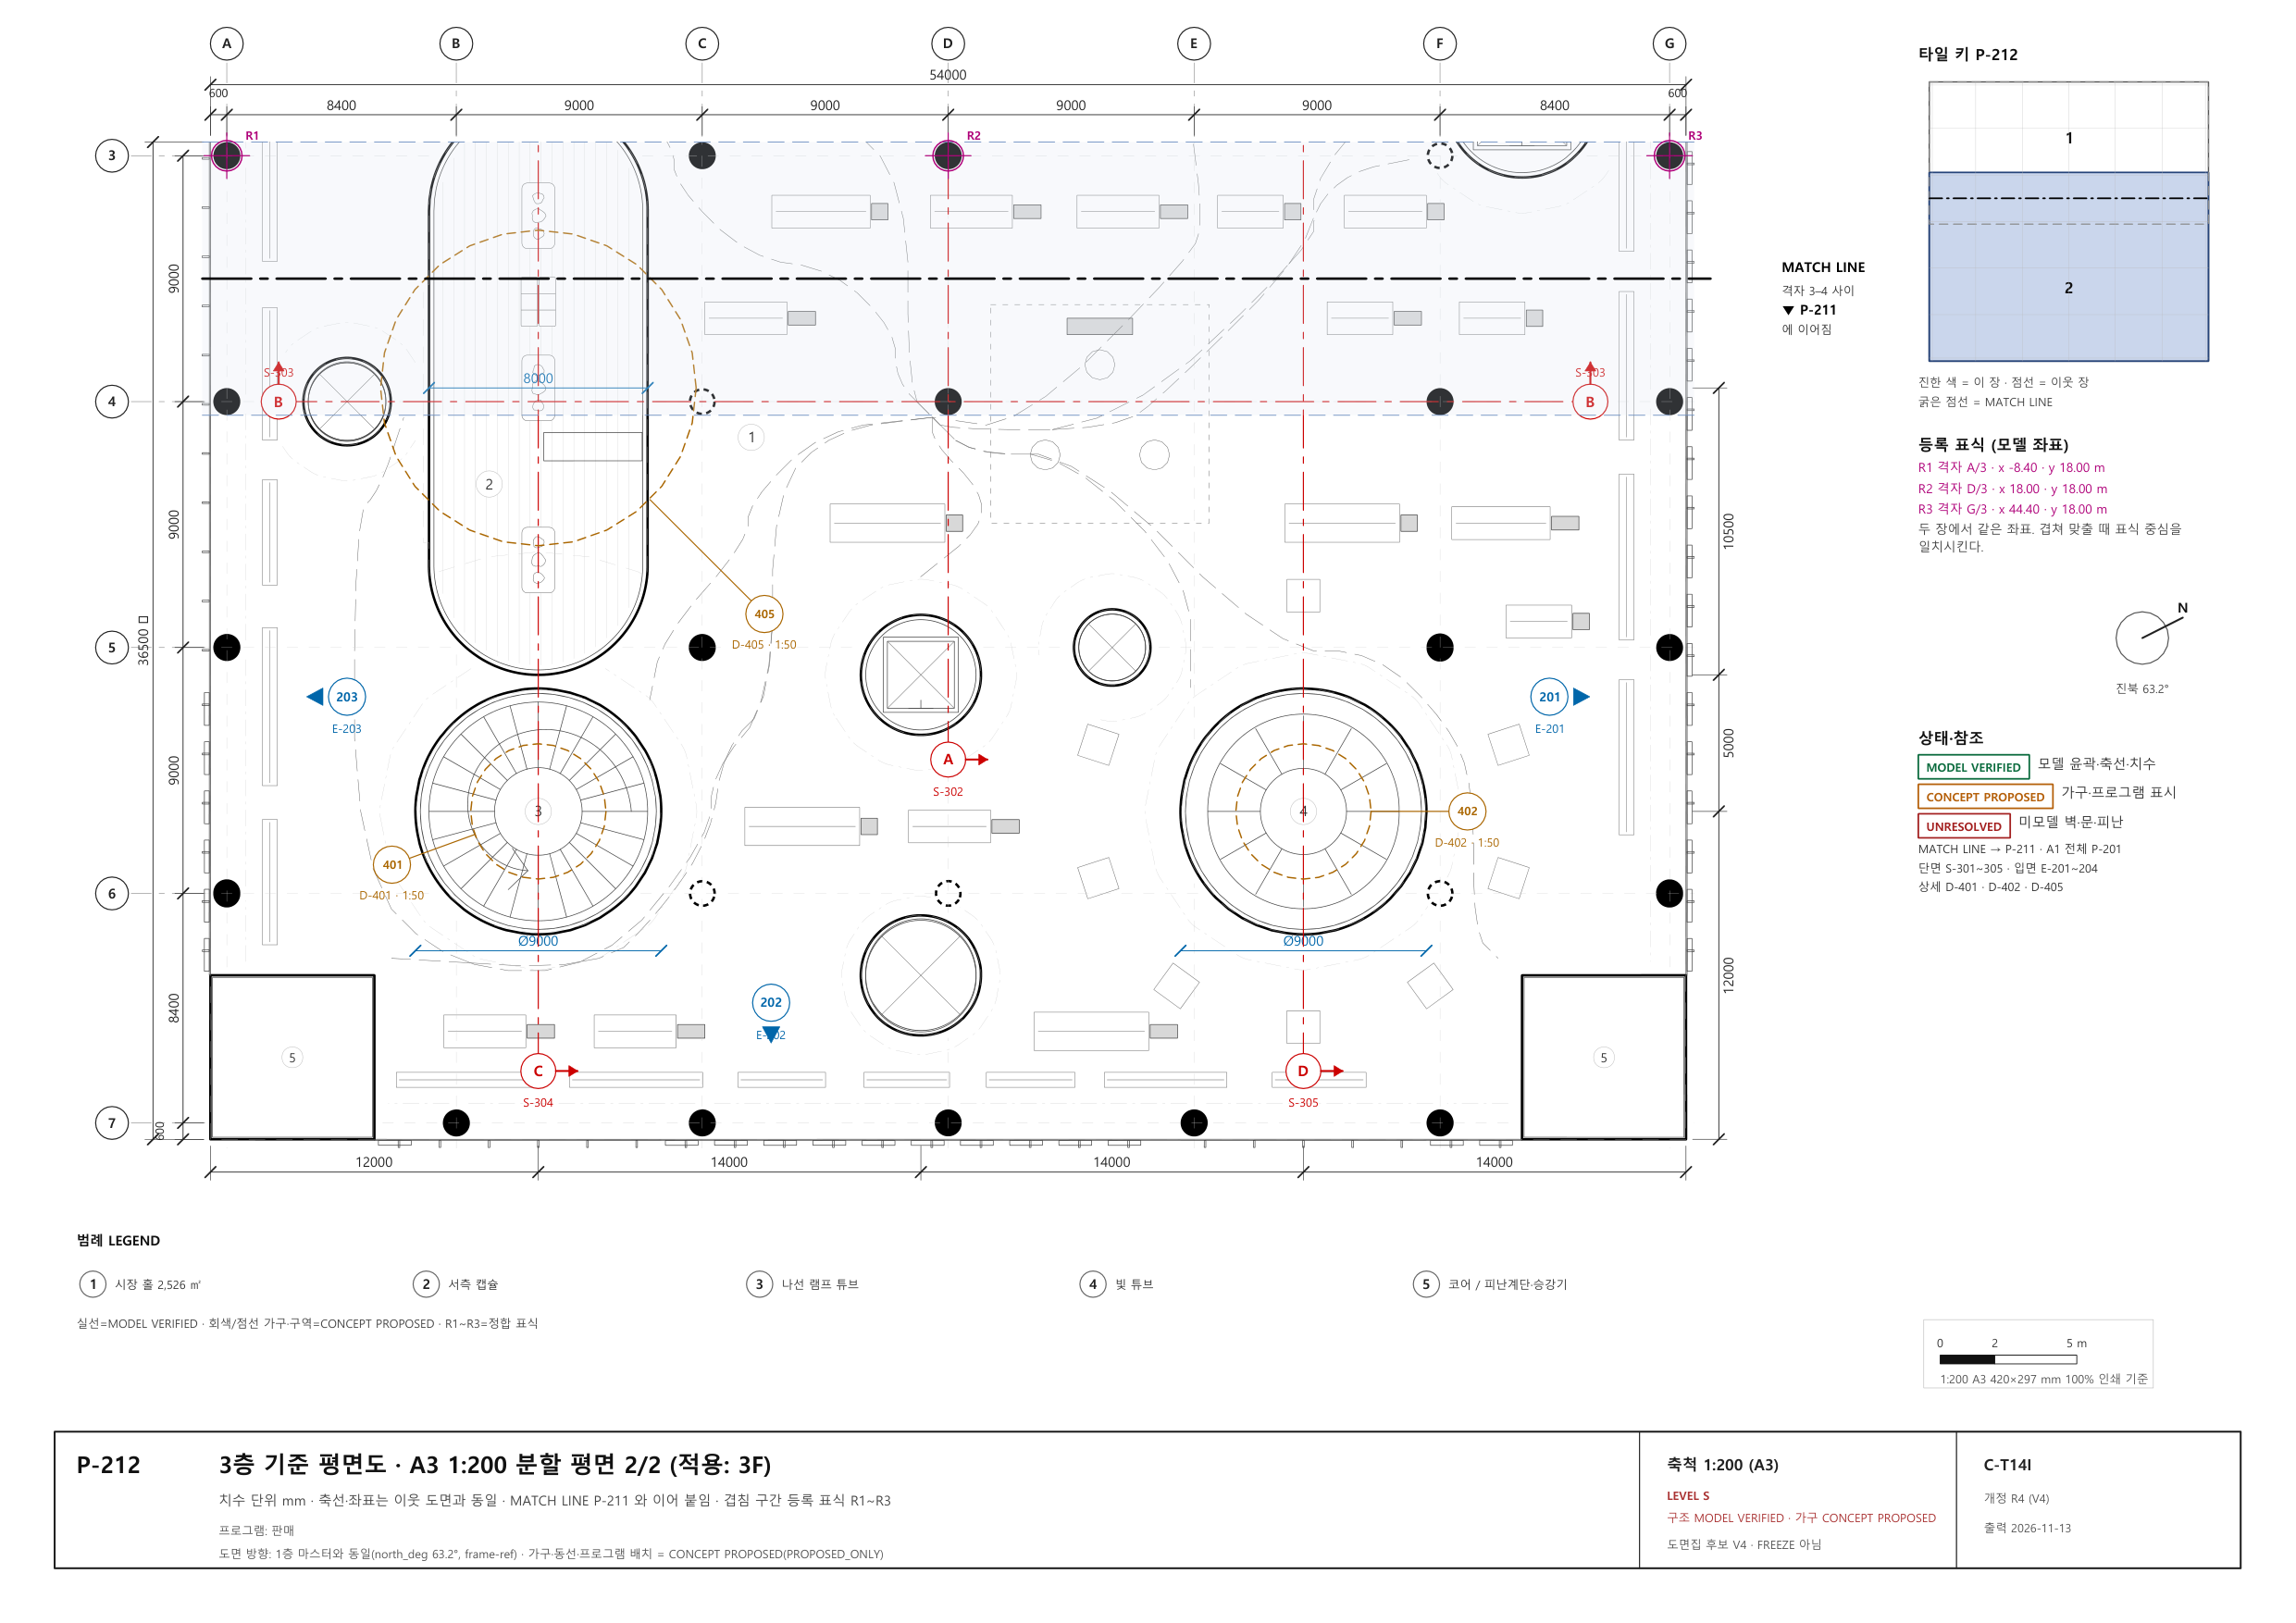 A
B
C
D
E
F
G
54000
600
8400
9000
9000
9000
9000
8400
600
R1
R2
R3
3
4
5
6
7
9000
9000
9000
8400
600
36500
S-303
B
8000
S-303
B
1
2
405
D-405 · 1:50
203
E-203
201
E-201
A
S-302
3
4
401
D-401 · 1:50
402
D-402 · 1:50
Ø9000
Ø9000
202
E-202
5
5
C
S-304
D
S-305
10500
5000
12000
12000
14000
14000
14000
MATCH LINE
격자 3–4 사이
▼ P-211
에 이어짐
타일 키 P-212
1
2
진한 색 = 이 장 · 점선 = 이웃 장
굵은 점선 = MATCH LINE
등록 표식 (모델 좌표)
R1 격자 A/3 · x -8.40 · y 18.00 m
R2 격자 D/3 · x 18.00 · y 18.00 m
R3 격자 G/3 · x 44.40 · y 18.00 m
두 장에서 같은 좌표. 겹쳐 맞출 때 표식 중심을
일치시킨다.
N
진북 63.2°
상태·참조
MODEL VERIFIED 모델 윤곽·축선·치수
CONCEPT PROPOSED 가구·프로그램 표시
UNRESOLVED 미모델 벽·문·피난
MATCH LINE → P-211 · A1 전체 P-201
단면 S-301~305 · 입면 E-201~204
상세 D-401 · D-402 · D-405
범례 LEGEND
1 시장 홀 2,526 ㎡
2 서측 캡슐
3 나선 램프 튜브
4 빛 튜브
5 코어 / 피난계단·승강기
실선=MODEL VERIFIED · 회색/점선 가구·구역=CONCEPT PROPOSED · R1~R3=정합 표식
0 2 5 m
1:200 A3 420×297 mm 100% 인쇄 기준
P-212
3층 기준 평면도 · A3 1:200 분할 평면 2/2 (적용: 3F)
치수 단위 mm · 축선·좌표는 이웃 도면과 동일 · MATCH LINE P-211 와 이어 붙임 · 겹침 구간 등록 표식 R1~R3
프로그램: 판매
도면 방향: 1층 마스터와 동일(north_deg 63.2°, frame-ref) · 가구·동선·프로그램 배치 = CONCEPT PROPOSED(PROPOSED_ONLY)
축척 1:200 (A3)
LEVEL S
구조 MODEL VERIFIED · 가구 CONCEPT PROPOSED
도면집 후보 V4 · FREEZE 아님
C-T14I
개정 R4 (V4)
출력 2026-11-13